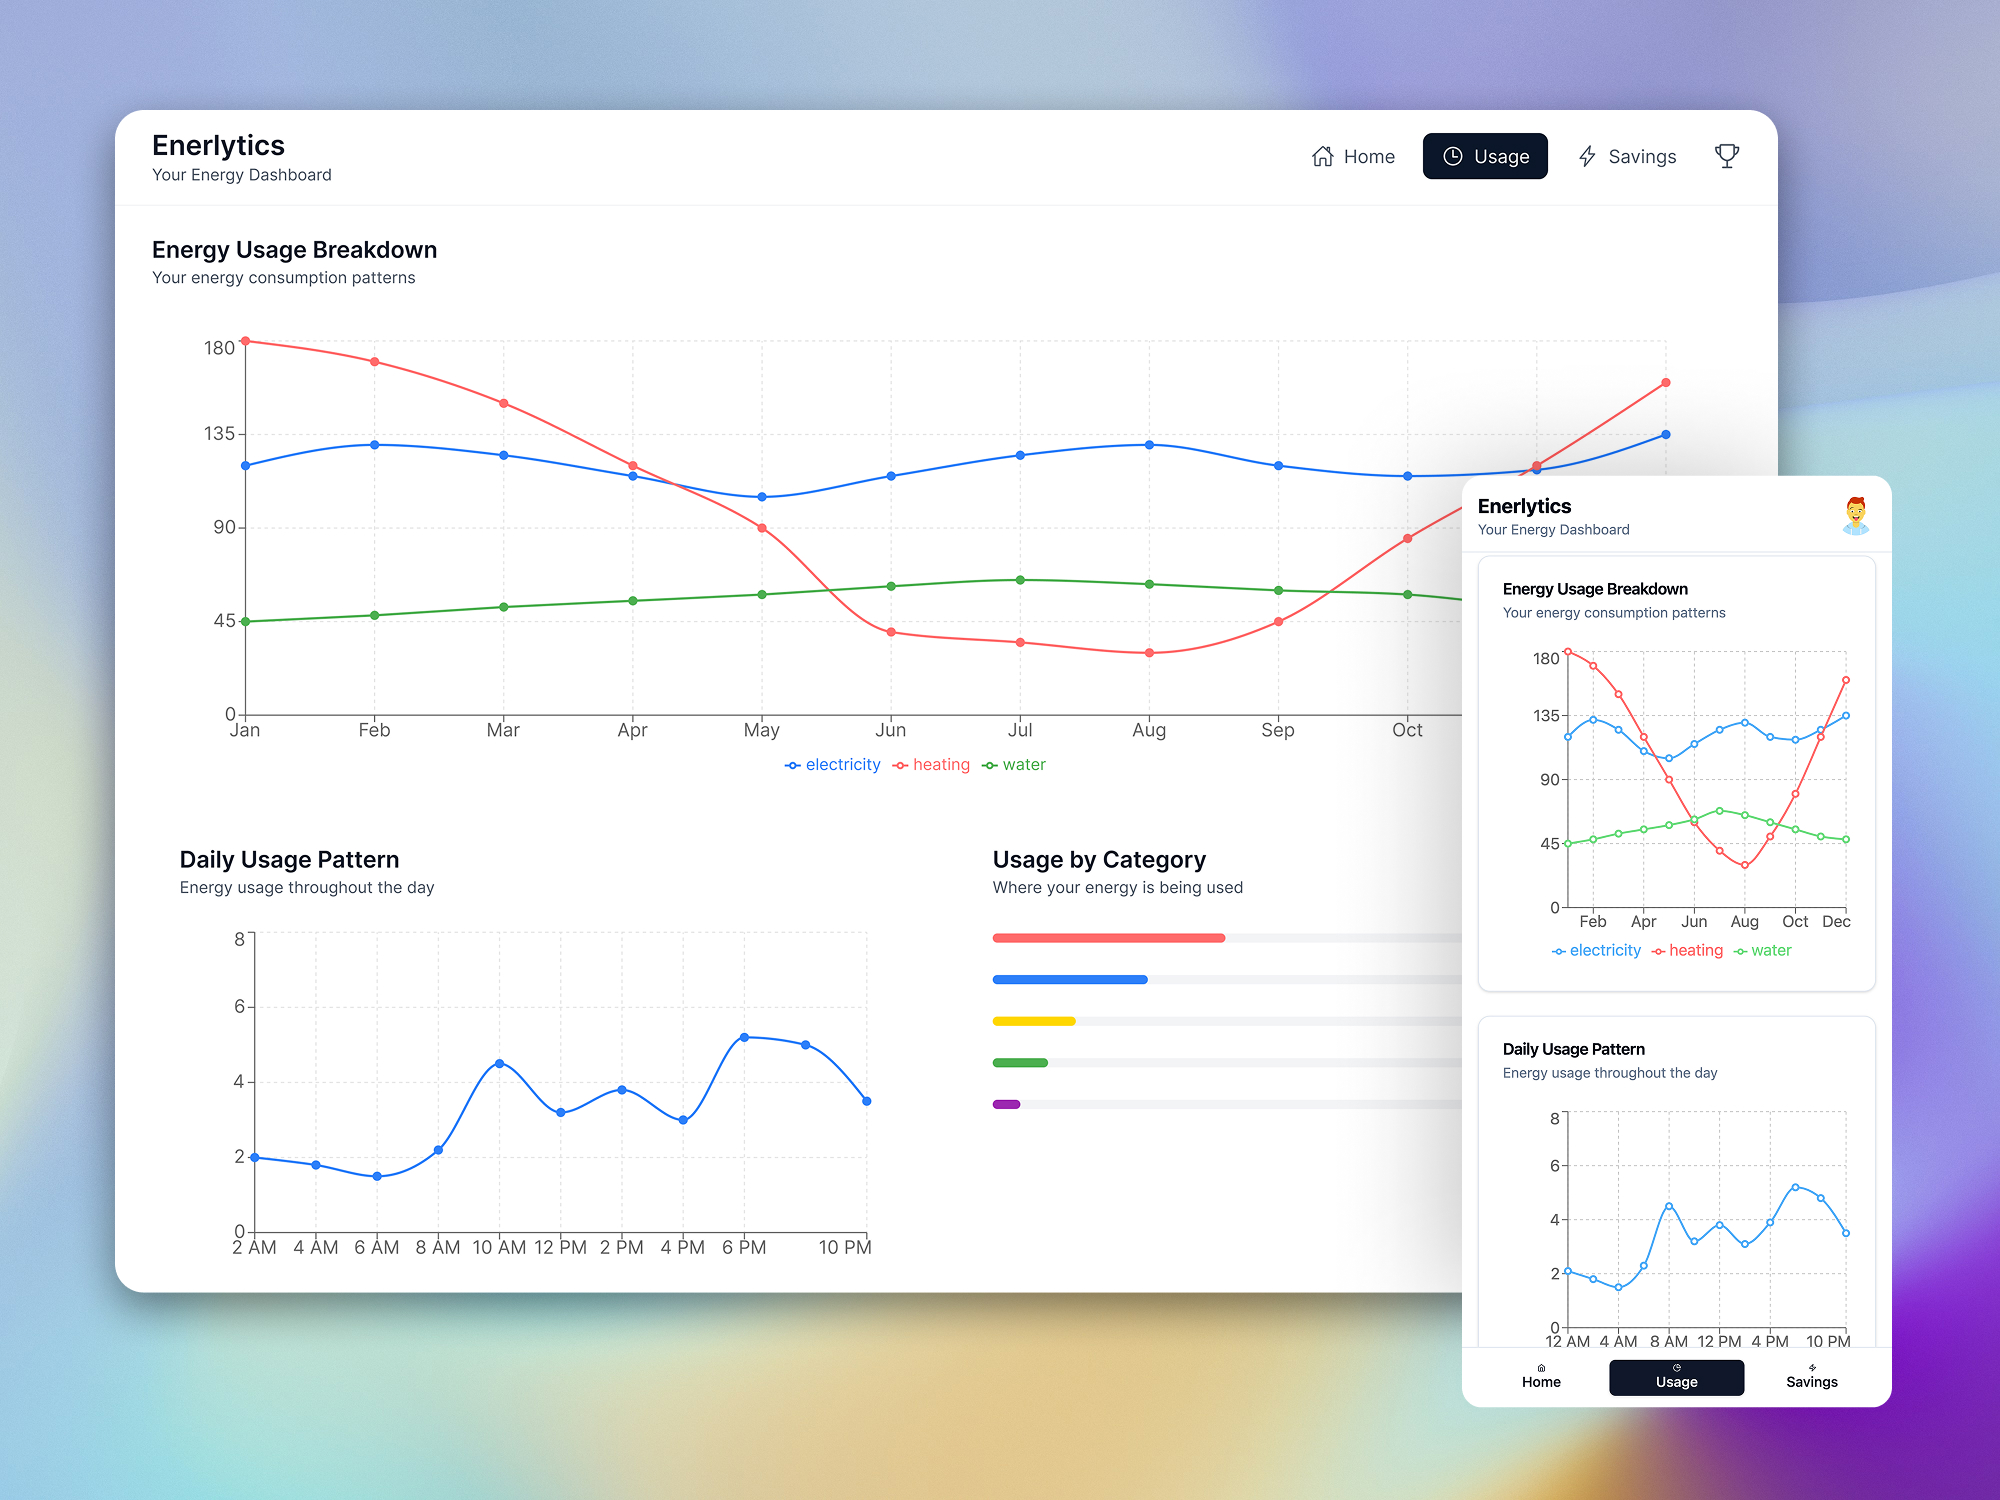 Enerlytics
Your Energy Dashboard
Home
Usage
Savings
Energy Usage Breakdown
Your energy consumption patterns
180
135
90
45
0
Jan Feb Mar Apr May Jun Jul Aug Sep Oct
electricity heating water
Daily Usage Pattern
Energy usage throughout the day
8
6
4
2
0
2 AM 4 AM 6 AM 8 AM 10 AM 12 PM 2 PM 4 PM 6 PM 10 PM
Usage by Category
Where your energy is being used
Enerlytics
Your Energy Dashboard
Energy Usage Breakdown
Your energy consumption patterns
180
135
90
45
0
Feb Apr Jun Aug Oct Dec
electricity heating water
Daily Usage Pattern
Energy usage throughout the day
8
6
4
2
0
12 AM 4 AM 8 AM 12 PM 4 PM 10 PM
Home
Usage
Savings